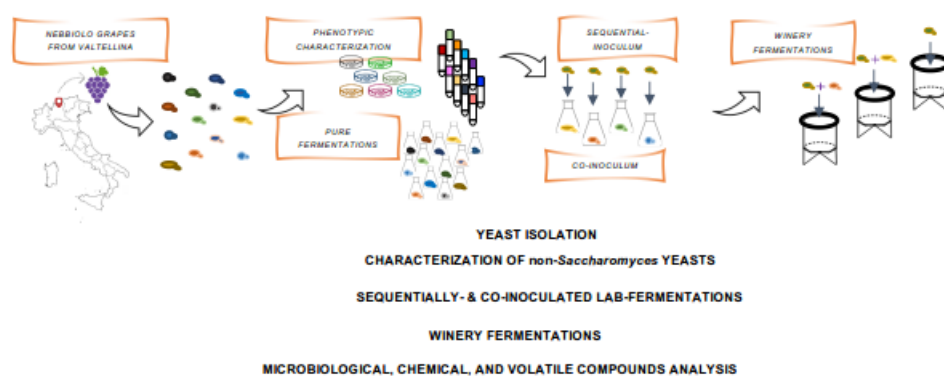 NEBBIOLO GRAPES
FROM VALTELLINA
PHENOTYPIC
CHARACTERIZATION
PURE
FERMENTATIONS
SEQUENTIAL-
INOCULUM
CO-INOCULUM
WINERY
FERMENTATIONS
YEAST ISOLATION
CHARACTERIZATION OF non-Saccharomyces YEASTS
SEQUENTIALLY- & CO-INOCULATED LAB-FERMENTATIONS
WINERY FERMENTATIONS
MICROBIOLOGICAL, CHEMICAL, AND VOLATILE COMPOUNDS ANALYSIS